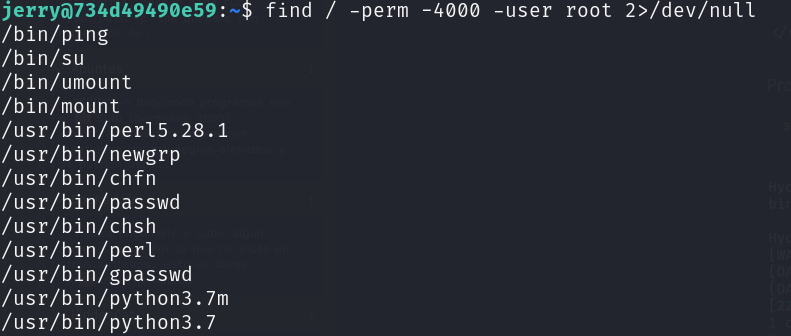 jerry@734d49490e59:~$ find / -perm -4000 -user root 2>/dev/null
/bin/ping
/bin/su
/bin/umount
/bin/mount
/usr/bin/perl5.28.1
/usr/bin/newgrp
/usr/bin/chfn
/usr/bin/passwd
/usr/bin/chsh
/usr/bin/perl
/usr/bin/gpasswd
/usr/bin/python3.7m
/usr/bin/python3.7